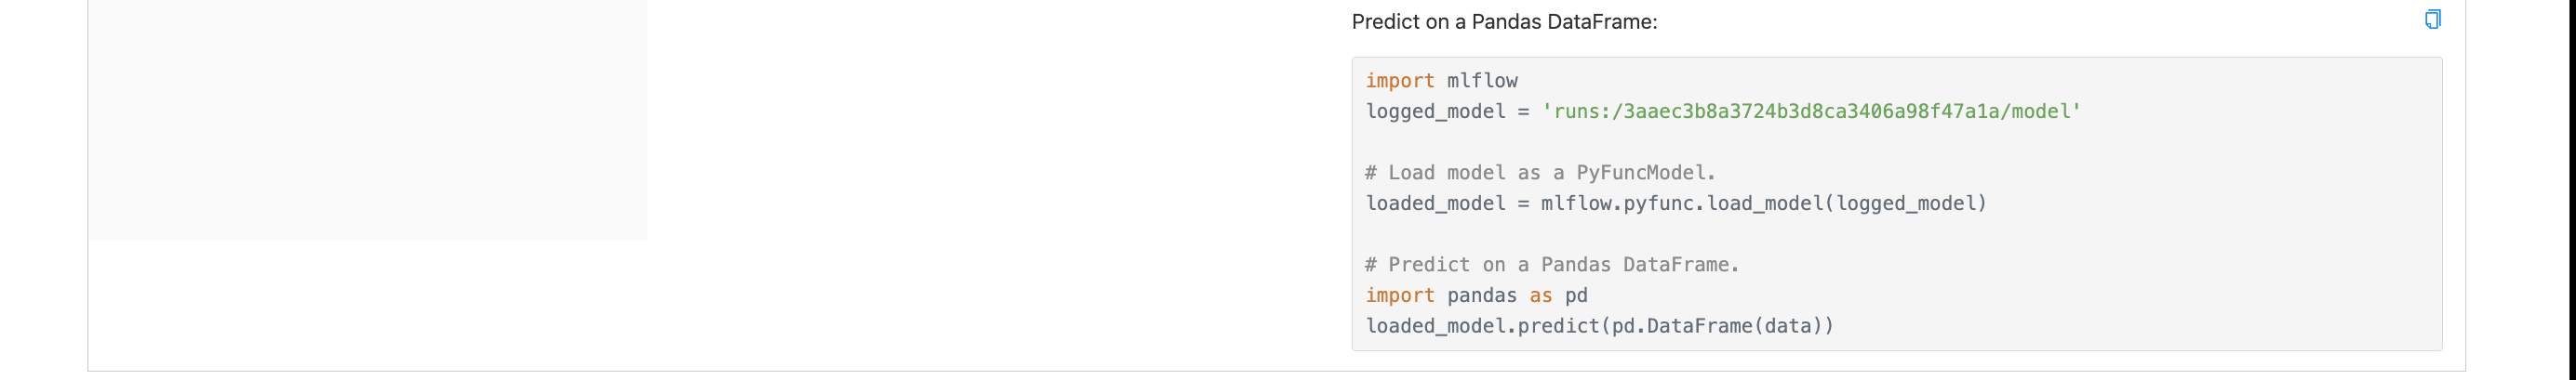 Predict on a Pandas DataFrame:
import mlflow
logged_model = 'runs:/3aaec3b8a3724b3d8ca3406a98f47a1a/model'
# Load model as a PyFuncModel.
loaded_model = mlflow.pyfunc.load_model(logged_model)
# Predict on a Pandas DataFrame.
import pandas as pd
loaded_model.predict(pd.DataFrame(data))